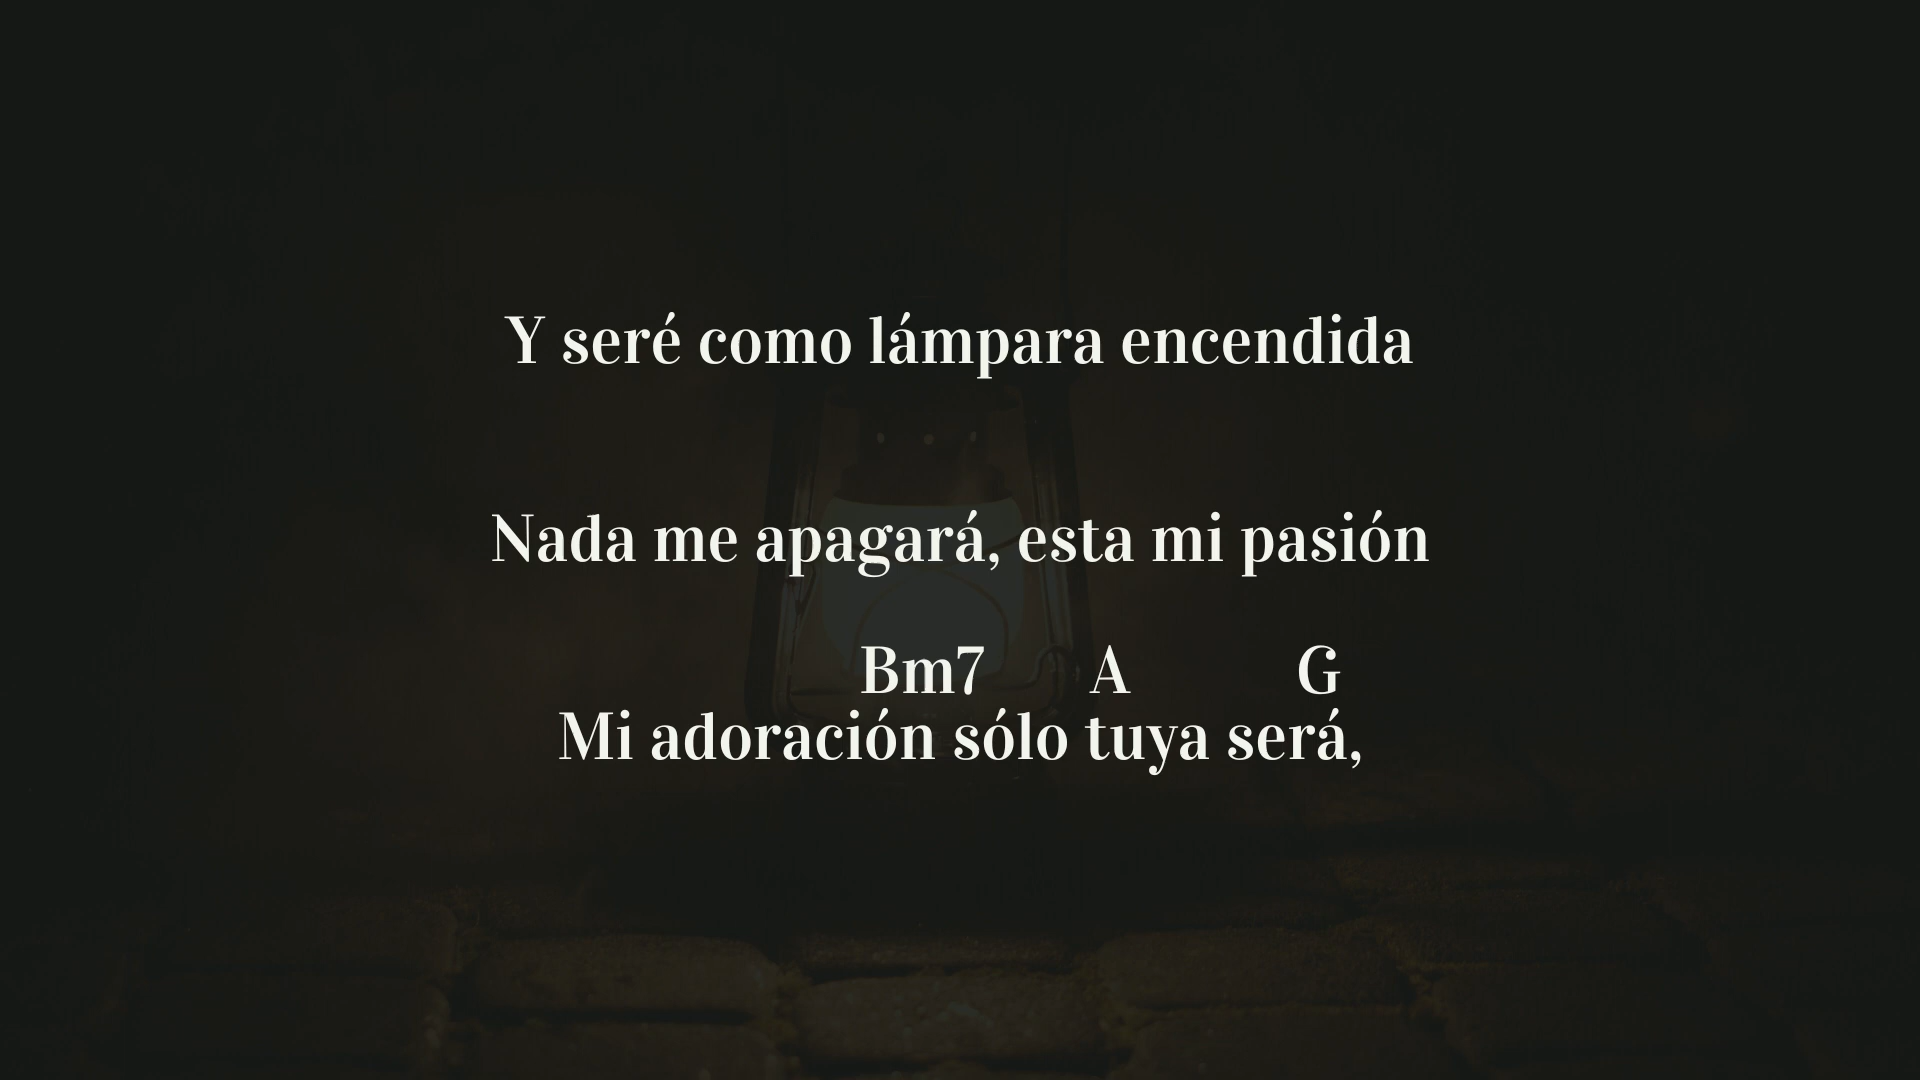 Y seré como lámpara encendida
Nada me apagará, esta mi pasión
Bm7 A G
Mi adoración sólo tuya será,